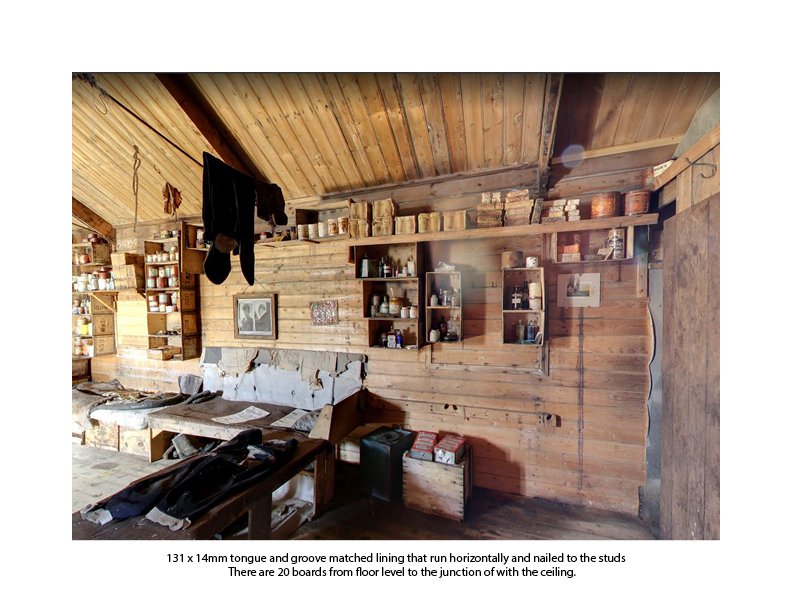 131 x 14mm tongue and groove matched lining that run horizontally and nailed to the studs
There are 20 boards from floor level to the junction of with the ceiling.